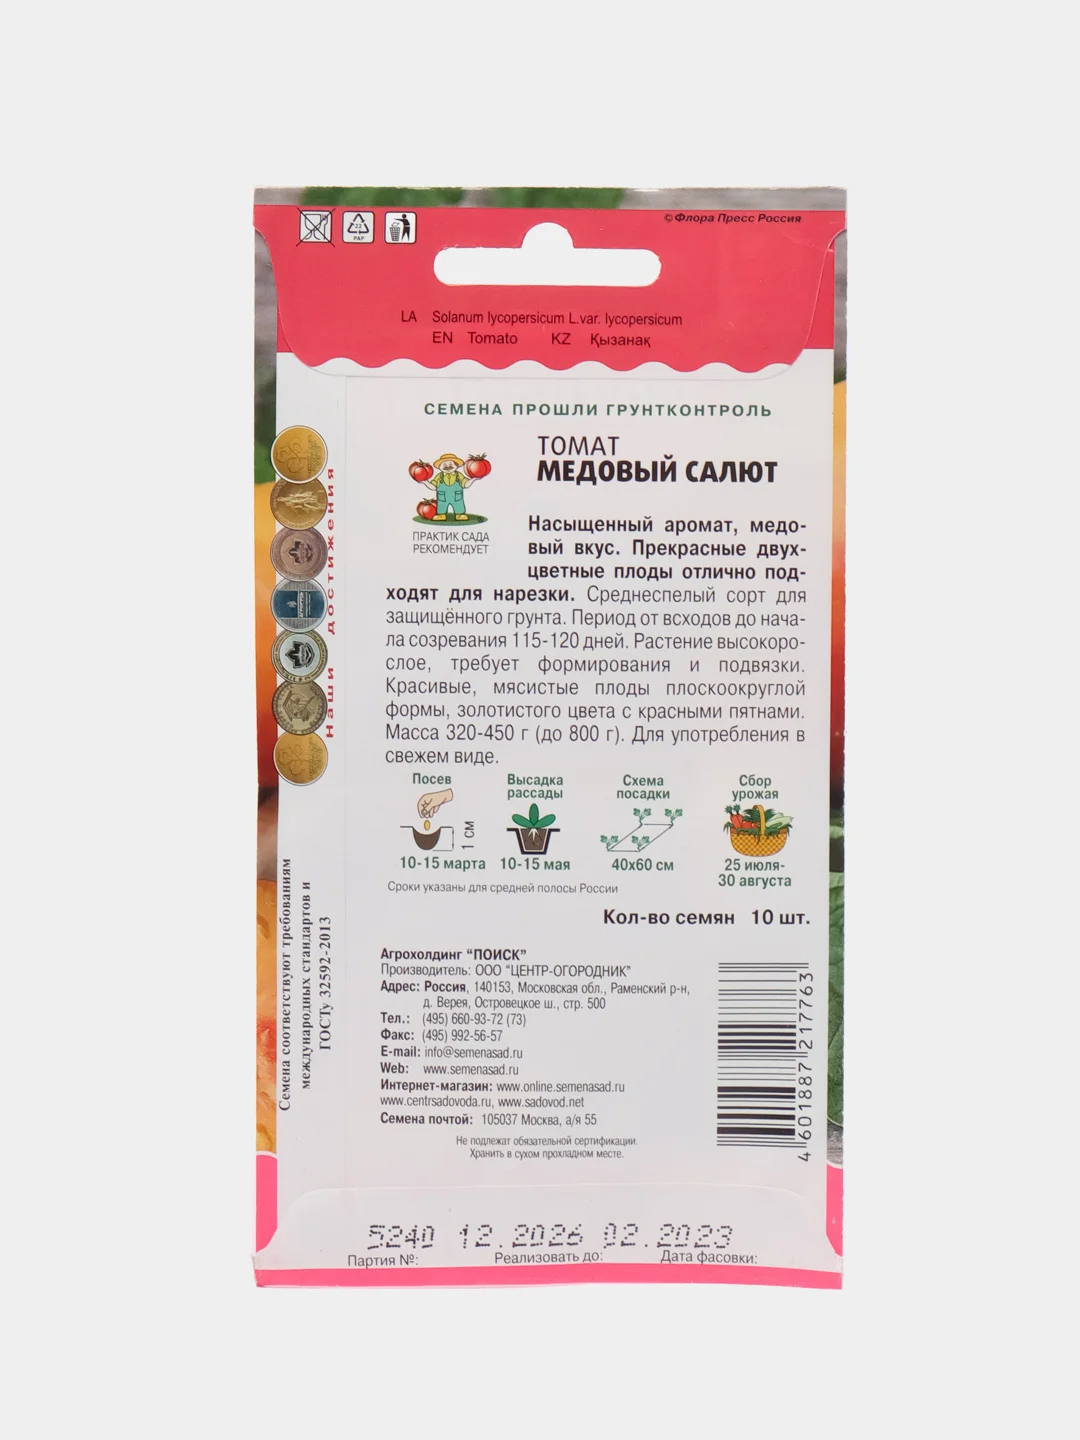 ©Флора Пресс Россия
22
PAP
LA Solanum lycopersicum L.var. lycopersicum
EN Tomato KZ Қызанақ
СЕМЕНА ПРОШЛИ ГРУНТКОНТРОЛЬ
ТОМАТ
МЕДОВЫЙ САЛЮТ
ПРАКТИК САДА
РЕКОМЕНДУЕТ
Насыщенный аромат, медо-
вый вкус. Прекрасные двух-
цветные плоды отлично под-
ходят для нарезки. Среднеспелый сорт для
защищённого грунта. Период от всходов до нача-
ла созревания 115-120 дней. Растение высокоро-
слое, требует формирования и подвязки.
Красивые, мясистые плоды плоскоокруглой
формы, золотистого цвета с красными пятнами.
Масса 320-450 г (до 800 г). Для употребления в
свежем виде.
Наши достижения
Посев
1 см
10-15 марта
Высадка
рассады
10-15 мая
Схема
посадки
40х60 см
Сбор
урожая
25 июля-
30 августа
Сроки указаны для средней полосы России
Кол-во семян 10 шт.
Семена соответствуют требованиям
международных стандартов и
ГОСТу 32592-2013
Агрохолдинг “ПОИСК”
Производитель: ООО “ЦЕНТР-ОГОРОДНИК”
Адрес: Россия, 140153, Московская обл., Раменский р-н,
д. Верея, Островецкое ш., стр. 500
Тел.: (495) 660-93-72 (73)
Факс: (495) 992-56-57
E-mail: info@semenasad.ru
Web: www.semenasad.ru
Интернет-магазин: www.online.semenasad.ru
www.centrsadovoda.ru, www.sadovod.net
Семена почтой: 105037 Москва, а/я 55
Не подлежат обязательной сертификации.
Хранить в сухом прохладном месте.
4 601887 217763
5240 12.2026 02.2023
Партия №: Реализовать до: Дата фасовки: